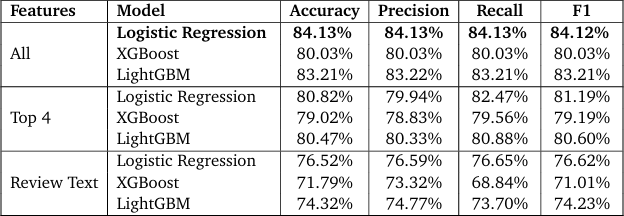 Features Model Accuracy Precision Recall F1
Logistic Regression 84.13% 84.13% 84.13% 84.12%
All XGBoost 80.03% 80.03% 80.03% 80.03%
LightGBM 83.21% 83.22% 83.21% 83.21%
Logistic Regression 80.82% 79.94% 82.47% 81.19%
Top 4 XGBoost 79.02% 78.83% 79.56% 79.19%
LightGBM 80.47% 80.33% 80.88% 80.60%
Logistic Regression 76.52% 76.59% 76.65% 76.62%
Review Text XGBoost 71.79% 73.32% 68.84% 71.01%
LightGBM 74.32% 74.77% 73.70% 74.23%